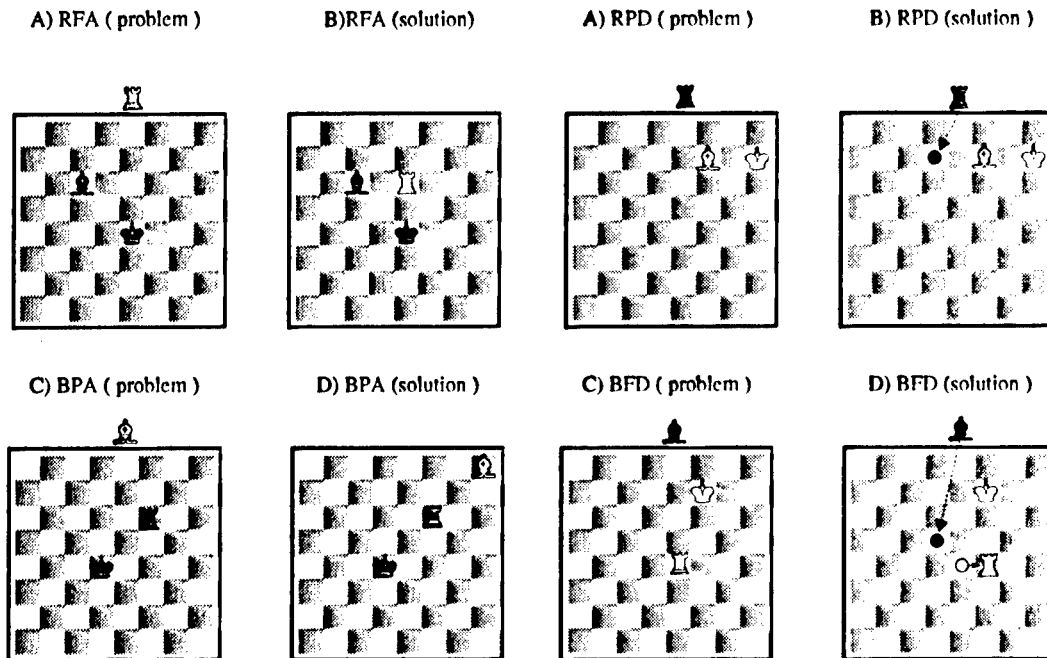 A) RFA ( problem )
B)RFA (solution)
A) RPD ( problem )
B) RPD ( solution )
C) BPA ( problem )
D) BPA (solution )
C) BFD ( problem )
D) BFD (solution )